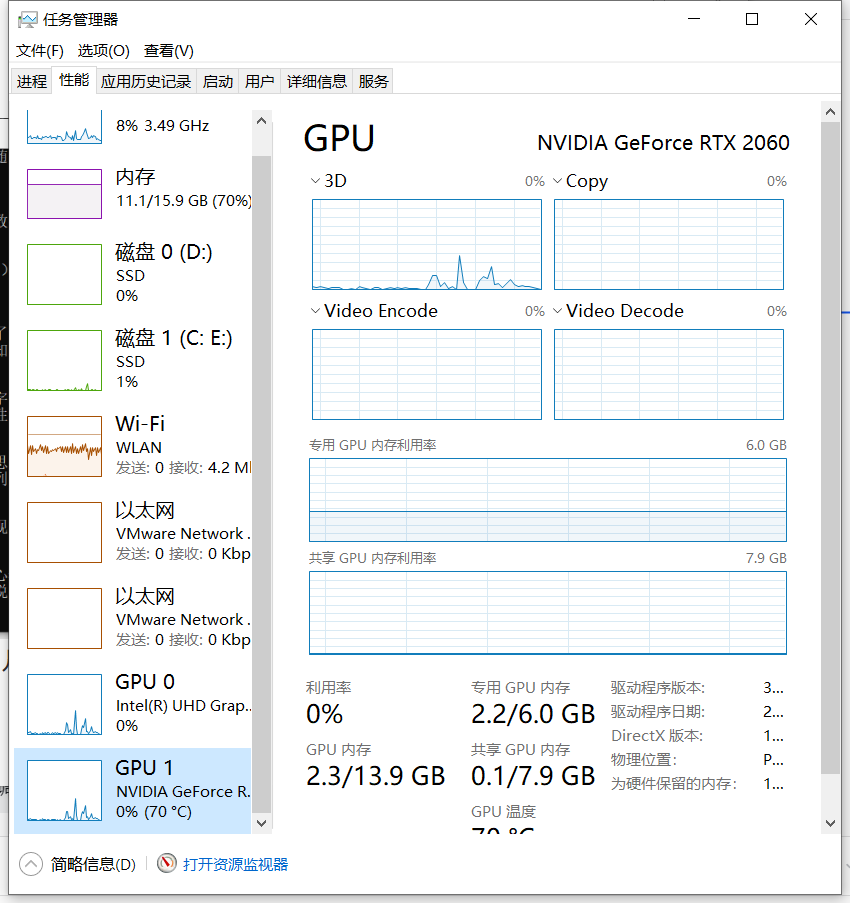 任务管理器
文件(F) 选项(O) 查看(V)
进程 性能 应用历史记录 启动 用户 详细信息 服务
8% 3.49 GHz
内存
11.1/15.9 GB (70%)
磁盘 0 (D:)
SSD
0%
磁盘 1 (C: E:)
SSD
1%
Wi-Fi
WLAN
发送: 0 接收: 4.2 M
以太网
VMware Network .
发送: 0 接收: 0 Kbp
以太网
VMware Network .
发送: 0 接收: 0 Kbp
GPU 0
Intel(R) UHD Grap..
0%
GPU 1
NVIDIA GeForce R.
0% (70 °C)
GPU
NVIDIA GeForce RTX 2060
3D 0%
Copy 0%
Video Encode 0%
Video Decode 0%
专用 GPU 内存利用率 6.0 GB
共享 GPU 内存利用率 7.9 GB
利用率
0%
专用 GPU 内存
2.2/6.0 GB
GPU 内存
2.3/13.9 GB
共享 GPU 内存
0.1/7.9 GB
GPU 温度
70 °C
驱动程序版本: 3...
驱动程序日期: 2...
DirectX 版本: 1...
物理位置: P...
为硬件保留的内存: 1...
简略信息(D)
打开资源监视器